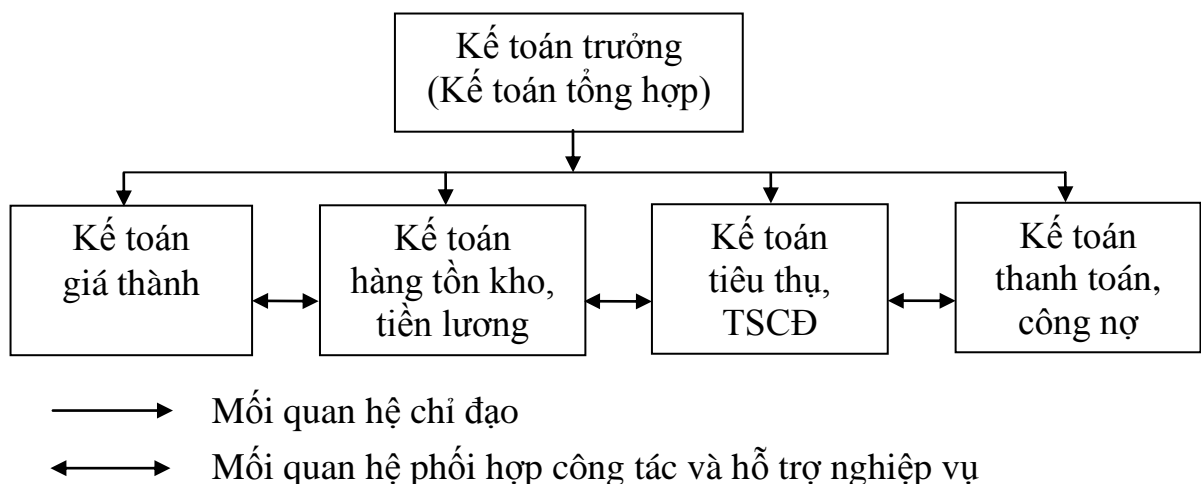 Kế toán trưởng
(Kế toán tổng hợp)
Kế toán
giá thành
Kế toán
hàng tồn kho,
tiền lương
Kế toán
tiêu thụ,
TSCĐ
Kế toán
thanh toán,
công nợ
Mối quan hệ chỉ đạo
Mối quan hệ phối hợp công tác và hỗ trợ nghiệp vụ